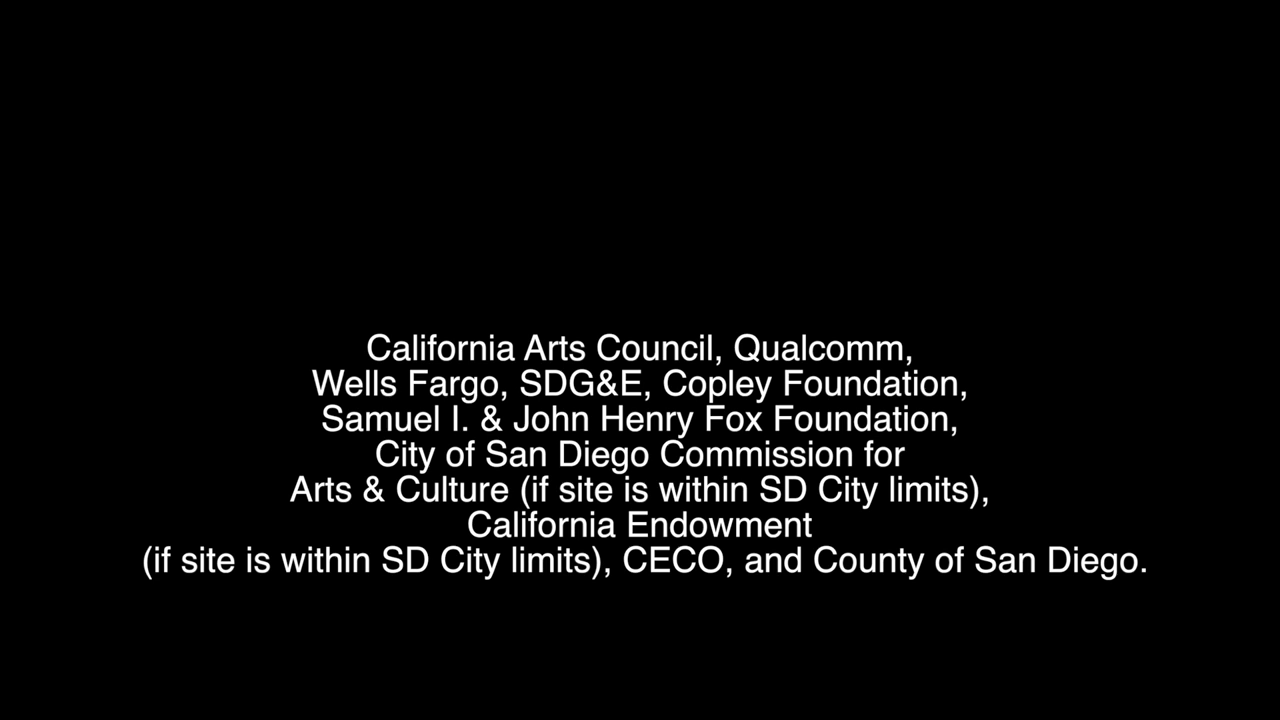 California Arts Council, Qualcomm,
Wells Fargo, SDG&E, Copley Foundation,
Samuel I. & John Henry Fox Foundation,
City of San Diego Commission for
Arts & Culture (if site is within SD City limits),
California Endowment
(if site is within SD City limits), CECO, and County of San Diego.